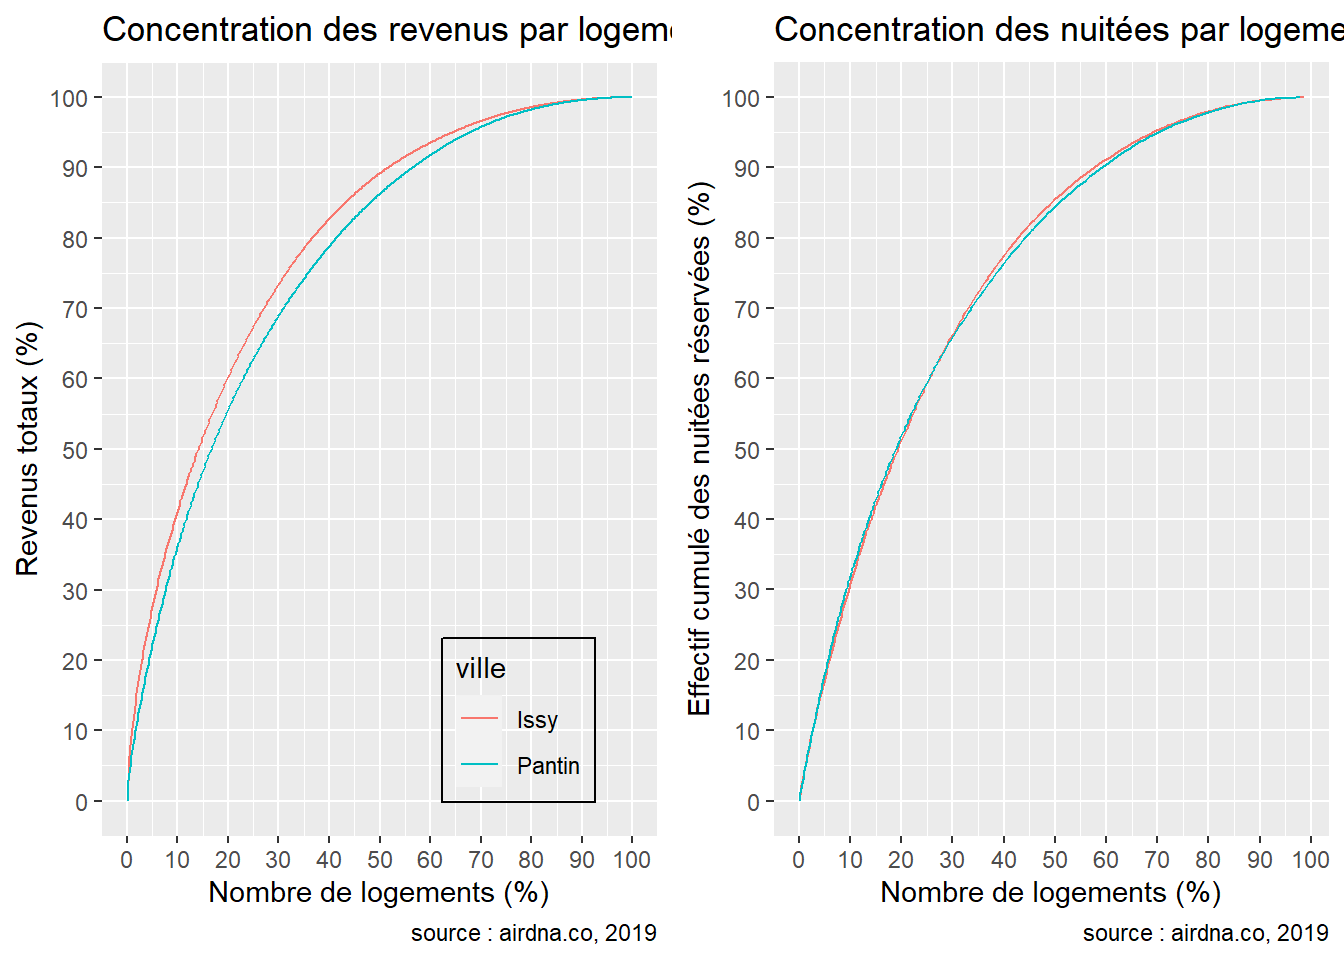 Concentration des revenus par logem
Revenus totaux (%)
100
90
80
70
60
50
40
30
20
10
0
ville
Issy
Pantin
0 10 20 30 40 50 60 70 80 90 100
Nombre de logements (%)
source : airdna.co, 2019
Concentration des nuitées par logeme
Effectif cumulé des nuitées réservées (%)
100
90
80
70
60
50
40
30
20
10
0
0 10 20 30 40 50 60 70 80 90 100
Nombre de logements (%)
source : airdna.co, 2019